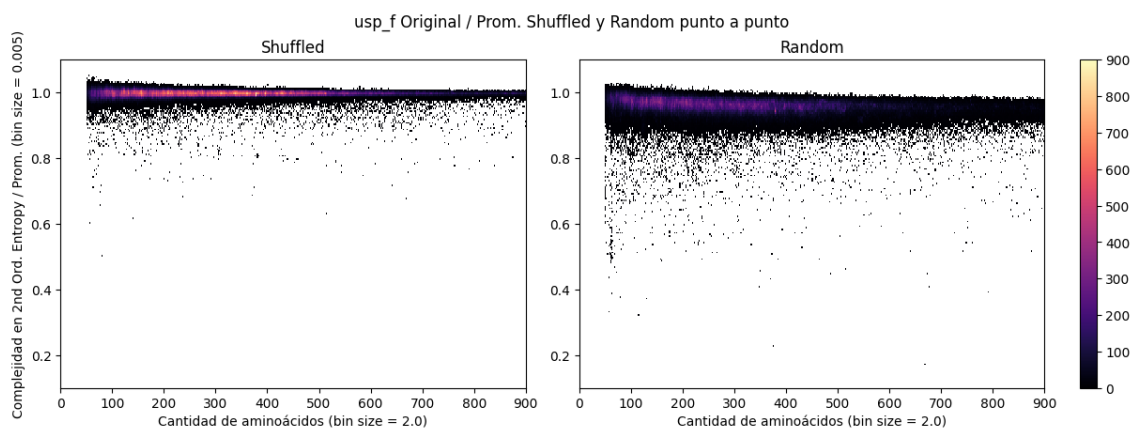 usp_f Original / Prom. Shuffled y Random punto a punto
Shuffled
Random
Complejidad en 2nd Ord. Entropy / Prom. (bin size = 0.005)
1.0
0.8
0.6
0.4
0.2
0 100 200 300 400 500 600 700 800 900
Cantidad de aminoácidos (bin size = 2.0)
1.0
0.8
0.6
0.4
0.2
0 100 200 300 400 500 600 700 800 900
Cantidad de aminoácidos (bin size = 2.0)
900
800
700
600
500
400
300
200
100
0